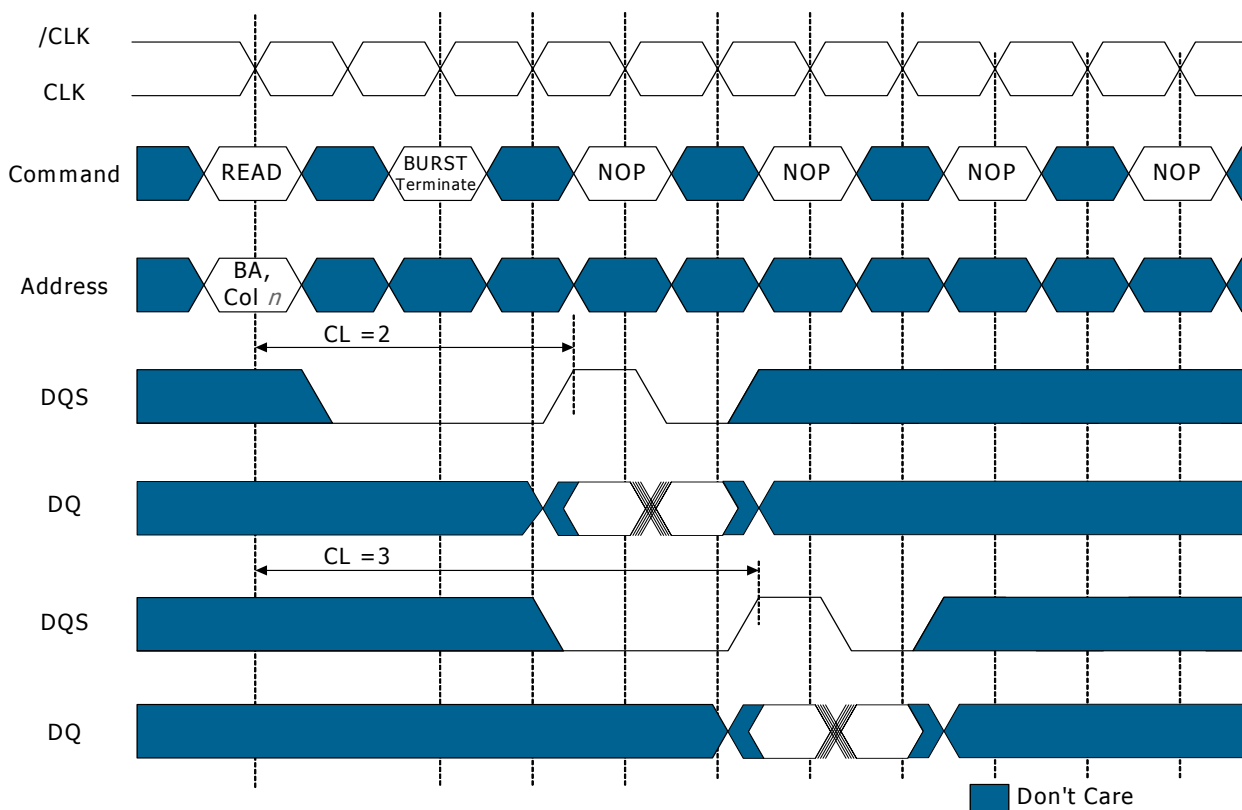 /CLK
CLK
Command
READ
BURST
Terminate
NOP
NOP
NOP
NOP
Address
BA,
Col n
CL =2
DQS
DQ
CL =3
DQS
DQ
Don't Care